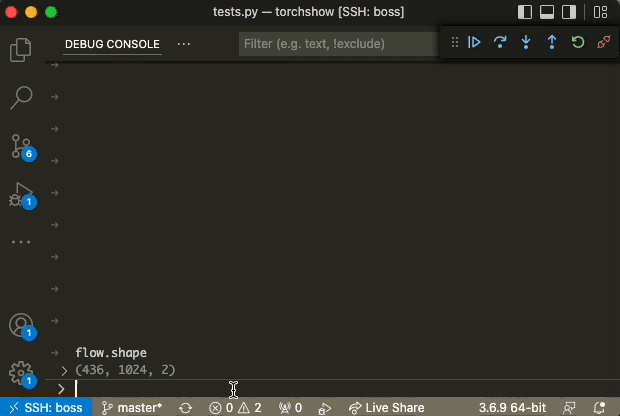 tests.py — torchshow [SSH: boss]
DEBUG CONSOLE
Filter (e.g. text, !exclude)
6
1
flow.shape
1
(436, 1024, 2)
1
SSH: boss master* 0 2 0 Live Share 3.6.9 64-bit